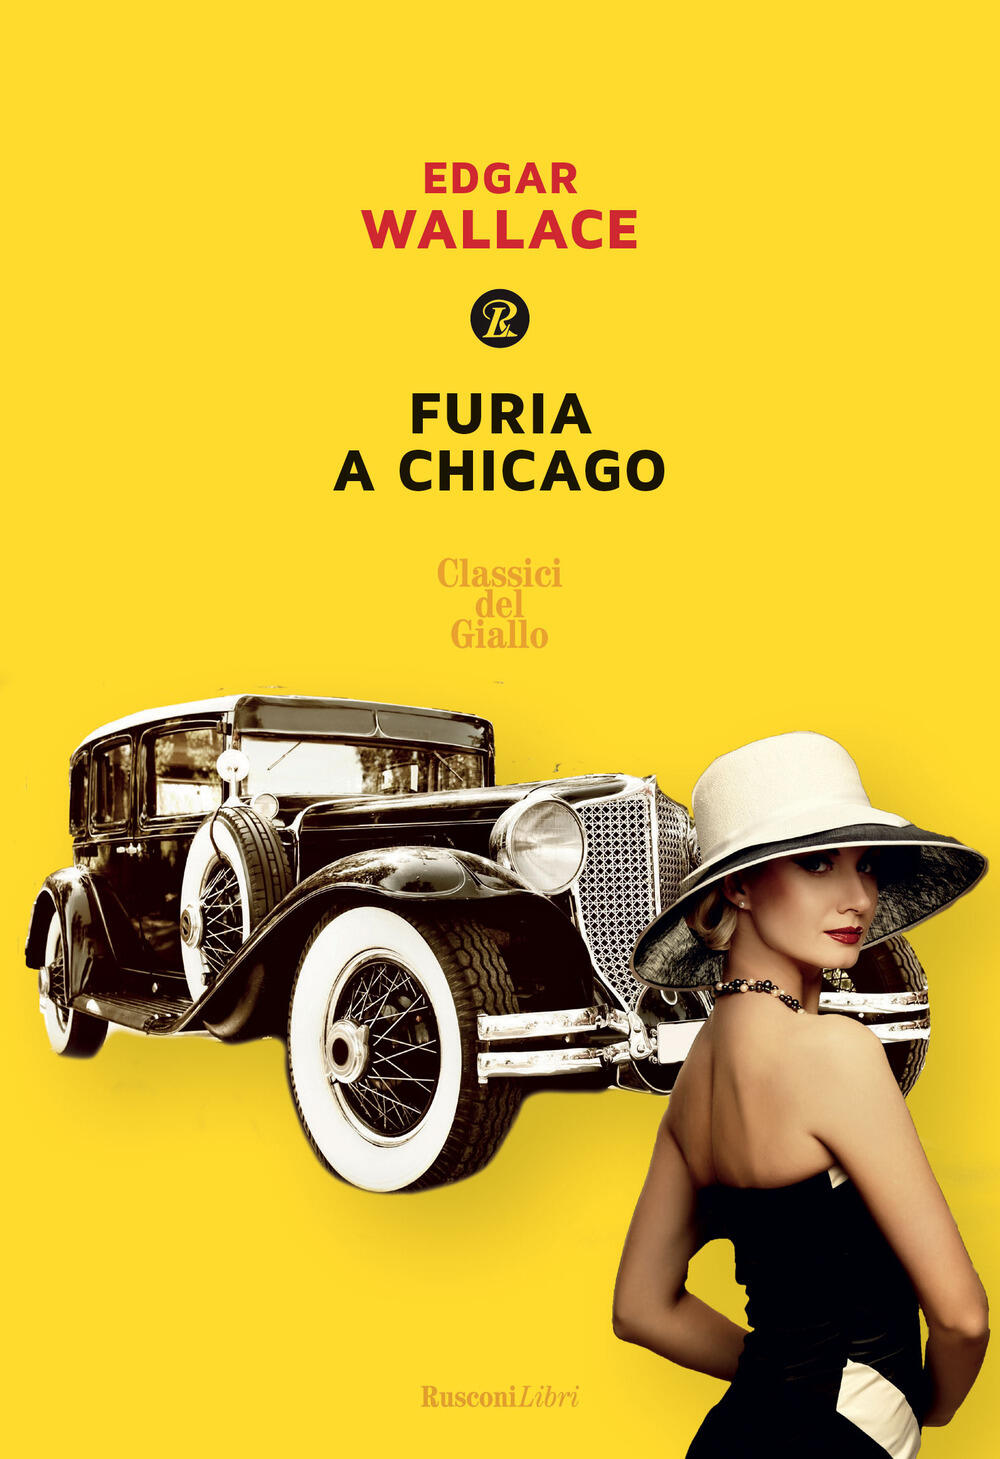 EDGAR
WALLACE
FURIA
A CHICAGO
Classici
del
Giallo
RusconiLibri